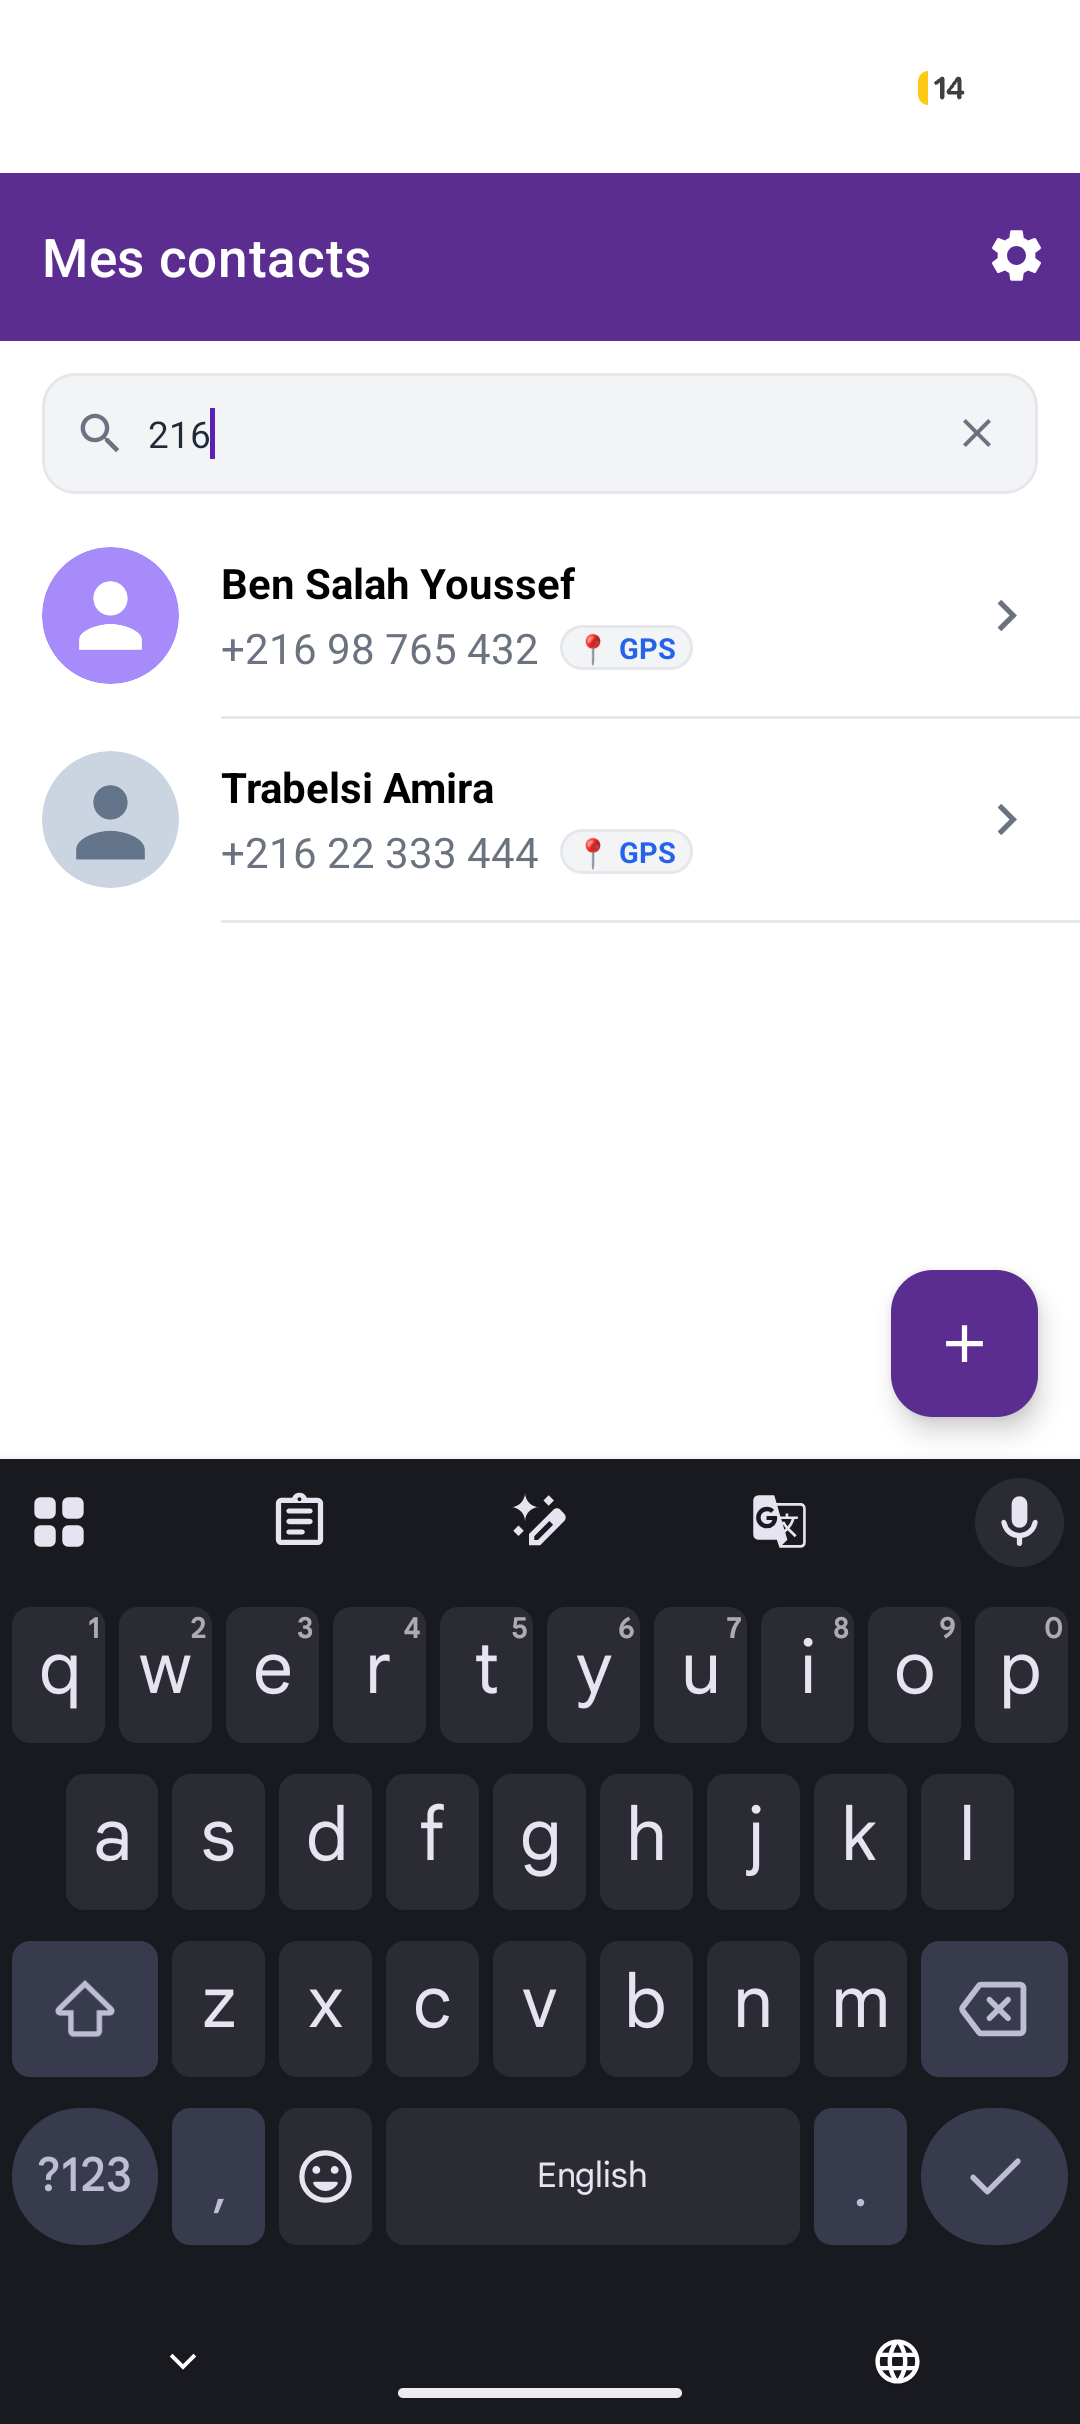 14
Mes contacts
216
Ben Salah Youssef
+216 98 765 432 📍 GPS
Trabelsi Amira
+216 22 333 444 📍 GPS
+
1 2 3 4 5 6 7 8 9 0
q w e r t y u i o p
a s d f g h j k l
z x c v b n m
?123 , English .